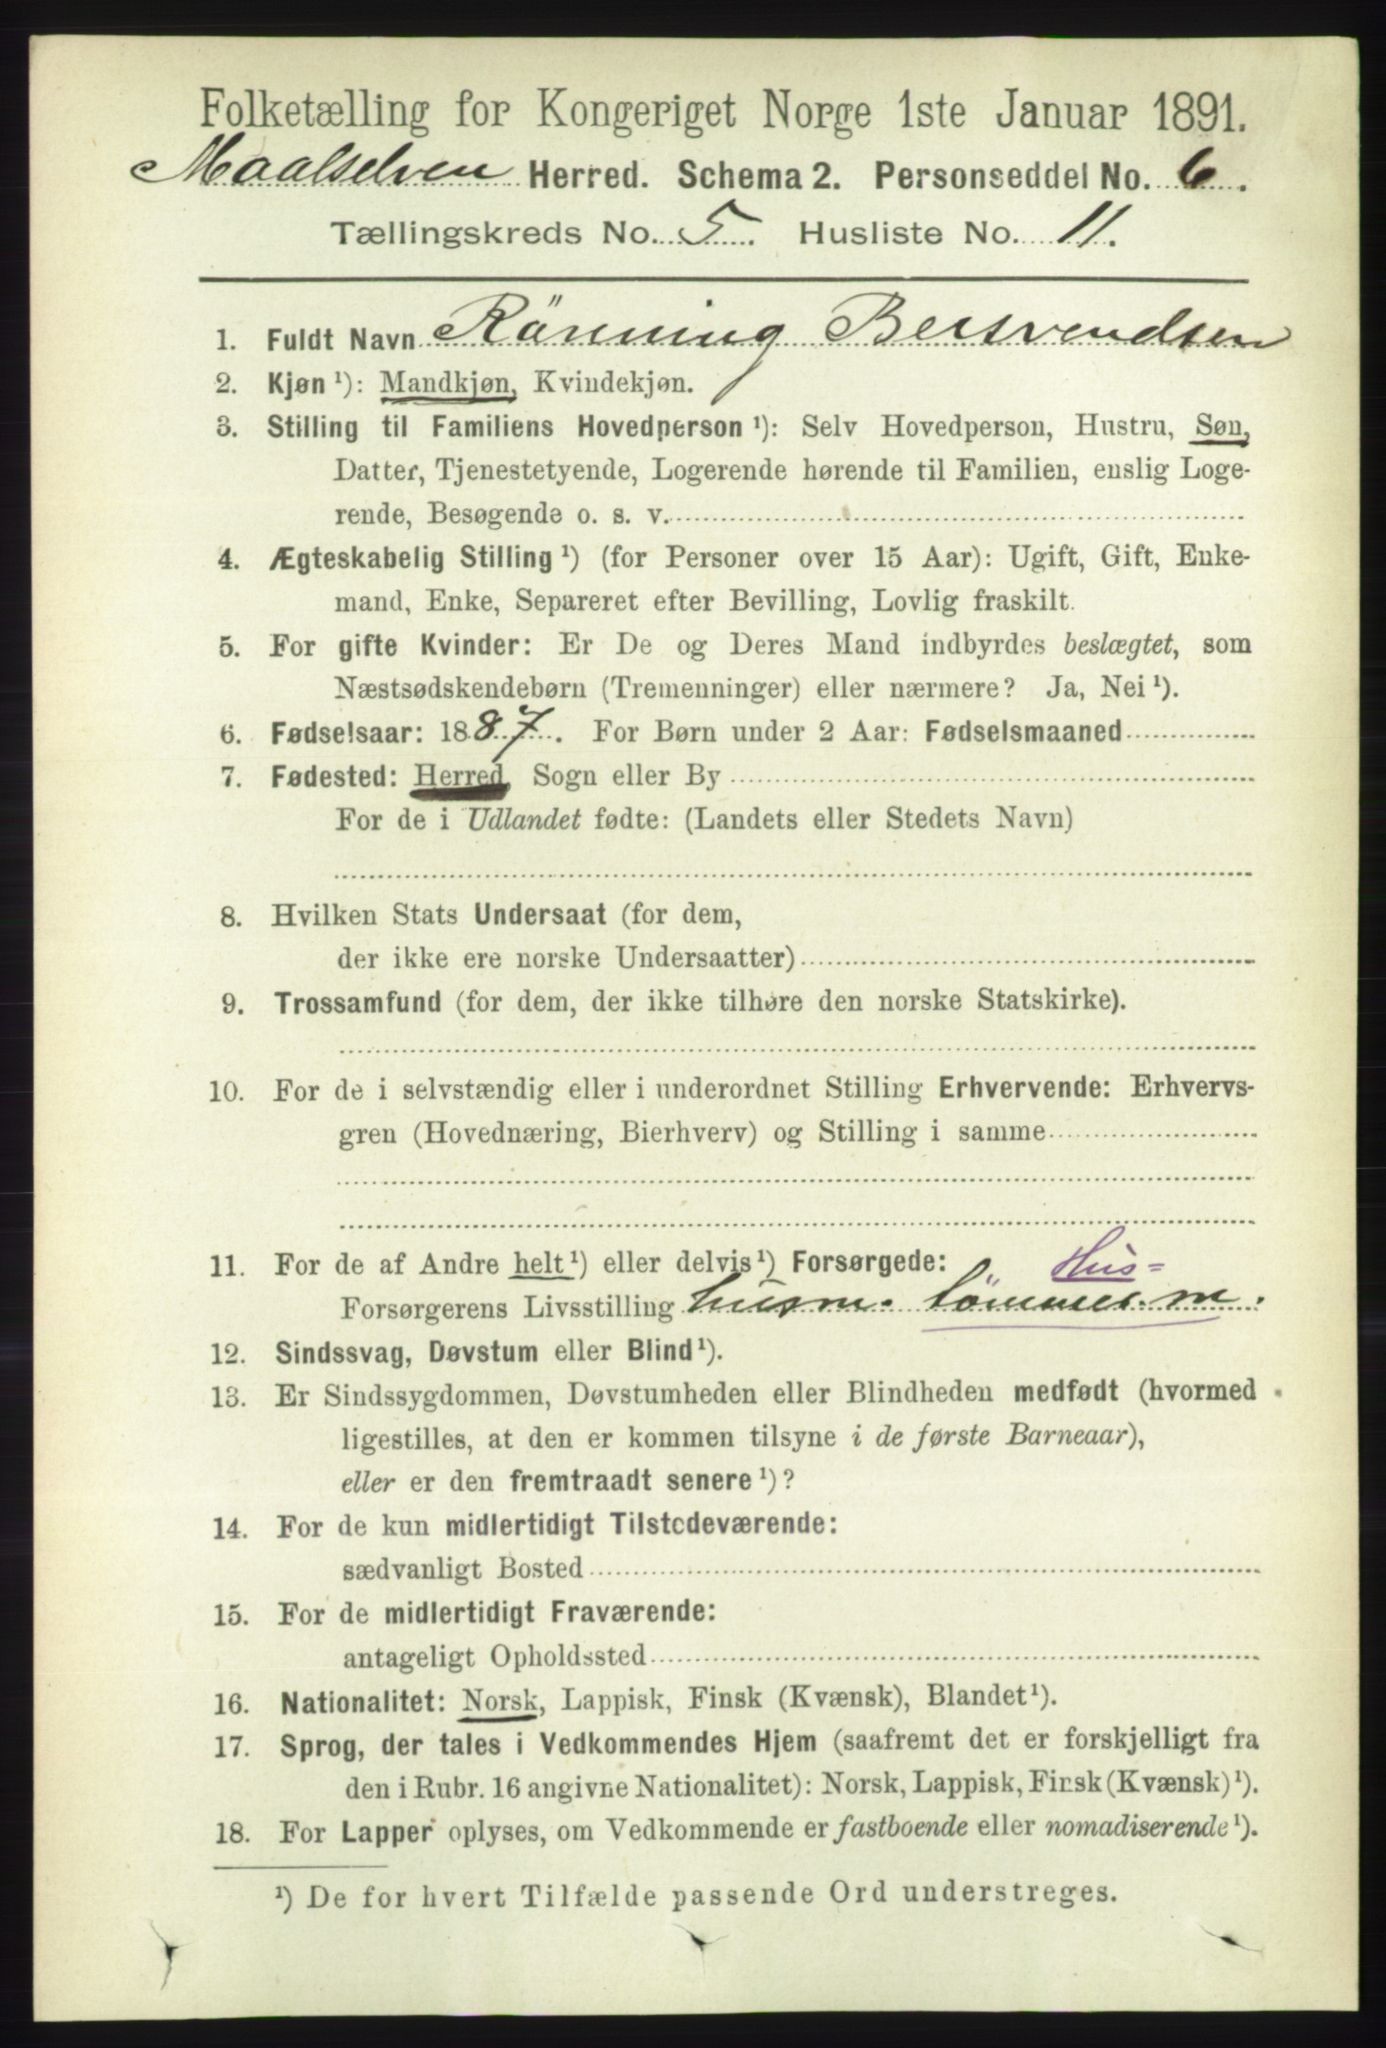 Folketælling for Kongeriget Norge 1ste Januar 1891.
Maalselven Herred. Schema 2. Personseddel No. 6.
Tællingskreds No. 5. Husliste No. 11.
1. Fuldt Navn Rönning Bersvendsen
2. Kjøn ¹): Mandkjøn, Kvindekjøn.
3. Stilling til Familiens Hovedperson ¹): Selv Hovedperson, Hustru, Søn,
Datter, Tjenestetyende, Logerende hørende til Familien, enslig Loge-
rende, Besøgende o. s. v.
4. Ægteskabelig Stilling ¹) (for Personer over 15 Aar): Ugift, Gift, Enke-
mand, Enke, Separeret efter Bevilling, Lovlig fraskilt.
5. For gifte Kvinder: Er De og Deres Mand indbyrdes beslægtet, som
Næstsødskendebørn (Tremenninger) eller nærmere? Ja, Nei ¹).
6. Fødselsaar: 1887. For Børn under 2 Aar: Fødselsmaaned
7. Fødested: Herred, Sogn eller By
For de i Udlandet fødte: (Landets eller Stedets Navn)
8. Hvilken Stats Undersaat (for dem,
der ikke ere norske Undersaatter)
9. Trossamfund (for dem, der ikke tilhøre den norske Statskirke).
10. For de i selvstændig eller i underordnet Stilling Erhvervende: Erhvervs-
gren (Hovednæring, Bierhverv) og Stilling i samme
11. For de af Andre helt ¹) eller delvis ¹) Forsørgede: Hus=
Forsørgerens Livsstilling Husm. tömmer.m.
12. Sindssvag, Døvstum eller Blind ¹).
13. Er Sindssygdommen, Døvstumheden eller Blindheden medfødt (hvormed
ligestilles, at den er kommen tilsyne i de første Barneaar),
eller er den fremtraadt senere ¹)?
14. For de kun midlertidigt Tilstedeværende:
sædvanligt Bosted
15. For de midlertidigt Fraværende:
antageligt Opholdssted
16. Nationalitet: Norsk, Lappisk, Finsk (Kvænsk), Blandet ¹).
17. Sprog, der tales i Vedkommendes Hjem (saafremt det er forskjelligt fra
den i Rubr. 16 angivne Nationalitet): Norsk, Lappisk, Finsk (Kvænsk) ¹).
18. For Lapper oplyses, om Vedkommende er fastboende eller nomadiserende ¹).
¹) De for hvert Tilfælde passende Ord understreges.